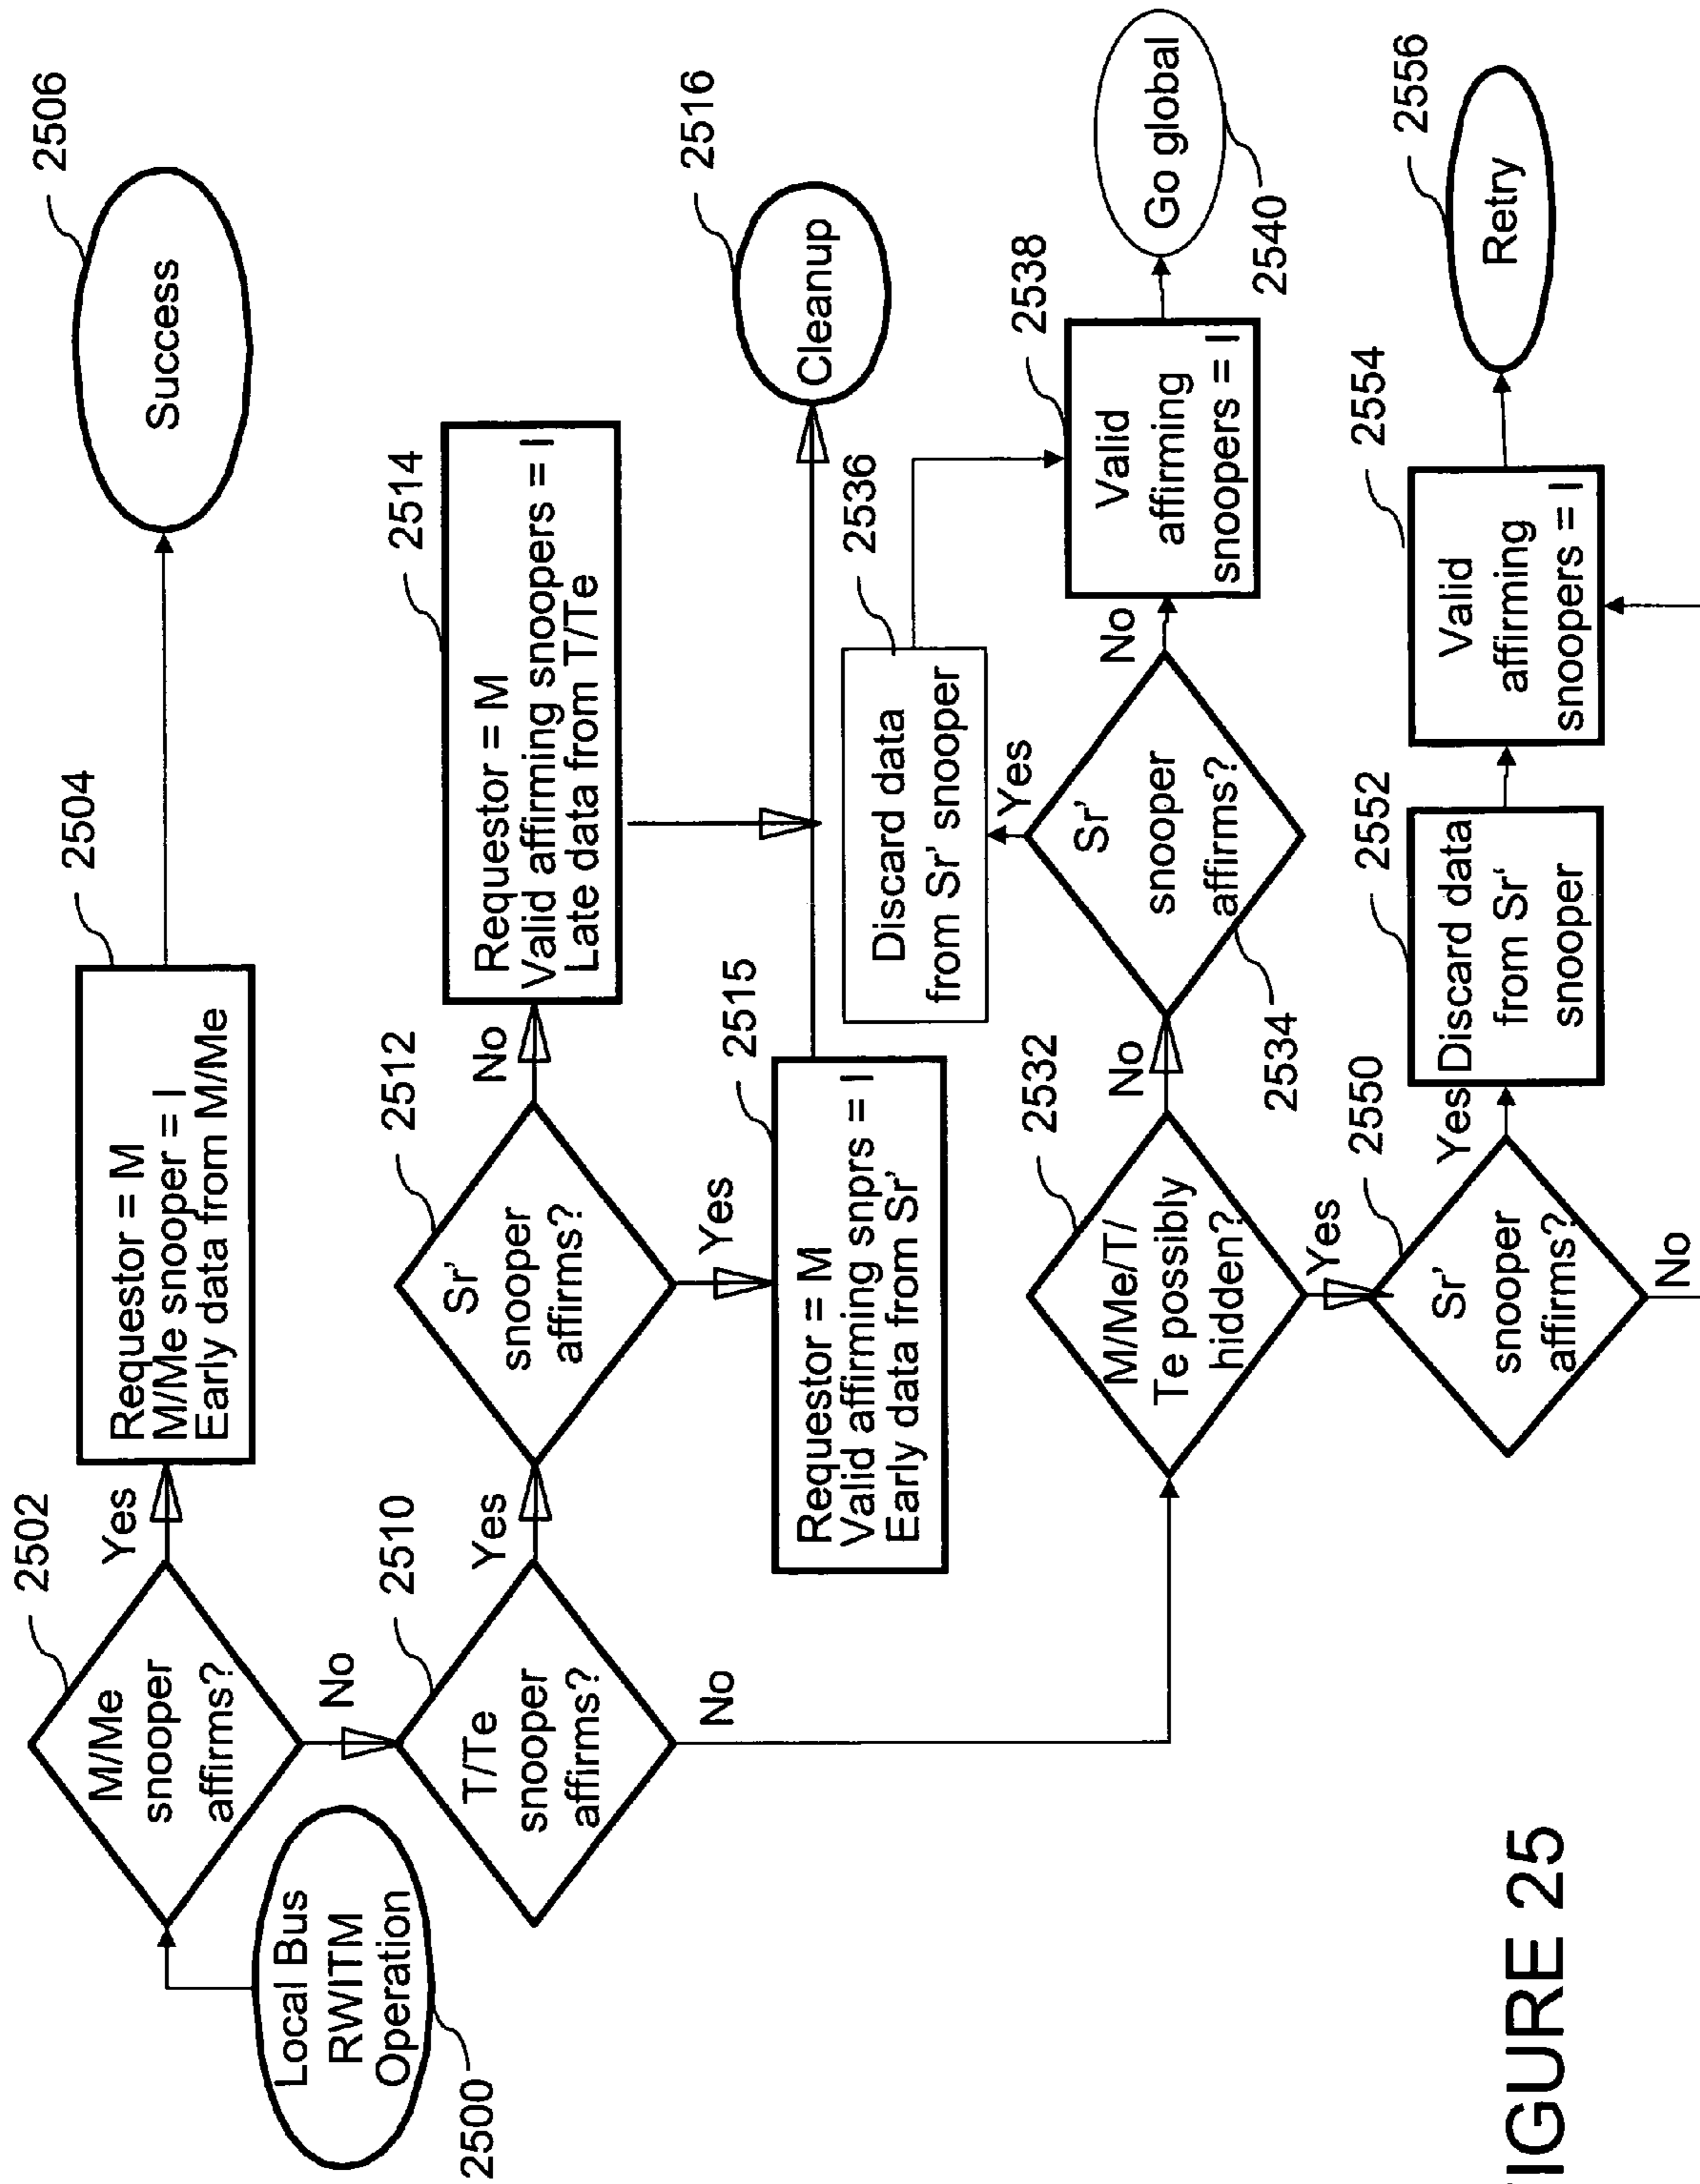 2500
Local Bus
RWITM
Operation
2502
M/Me
snooper
affirms?
Yes
No
2504
Requestor = M
M/Me snooper = I
Early data from M/Me
2506
Success
2510
T/Te
snooper
affirms?
Yes
No
2512
Sr'
snooper
affirms?
No
Yes
2514
Requestor = M
Valid affirming snoopers = I
Late data from T/Te
2515
Requestor = M
Valid affirming snprs = I
Early data from Sr'
2516
Cleanup
2532
M/Me/T/
Te possibly
hidden?
No
Yes
2534
Sr'
snooper
affirms?
Yes
No
2536
Discard data
from Sr' snooper
2538
Valid
affirming
snoopers = I
2540
Go global
2550
Sr'
snooper
affirms?
Yes
No
2552
Discard data
from Sr'
snooper
2554
Valid
affirming
snoopers = I
2556
Retry
IGURE 25